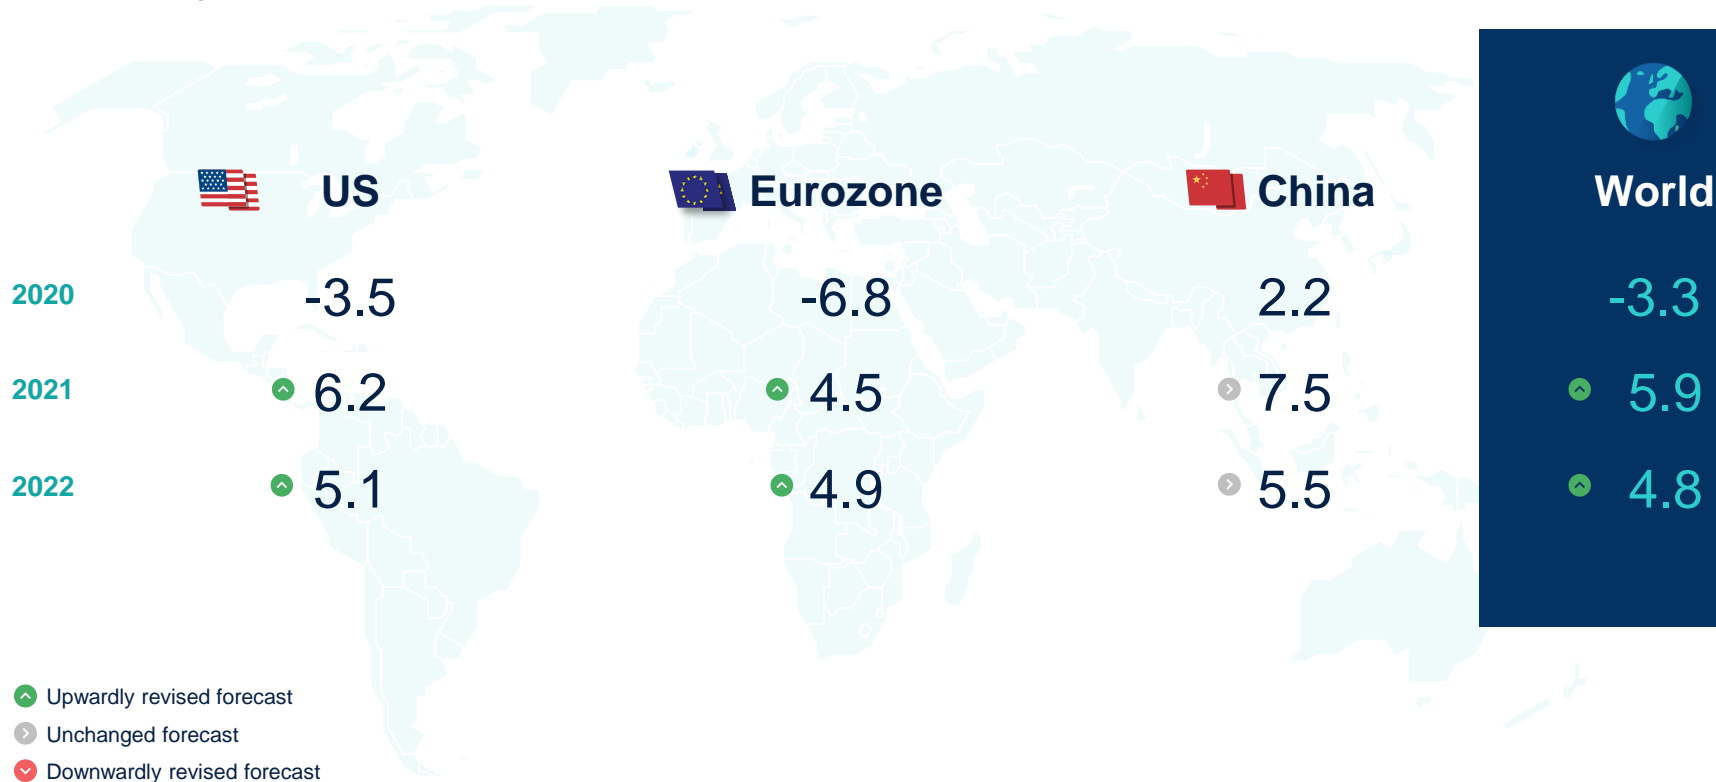 US Eurozone China World
2020 -3.5 -6.8 2.2 -3.3
2021 6.2 4.5 7.5 5.9
2022 5.1 4.9 5.5 4.8
Upwardly revised forecast
Unchanged forecast
Downwardly revised forecast